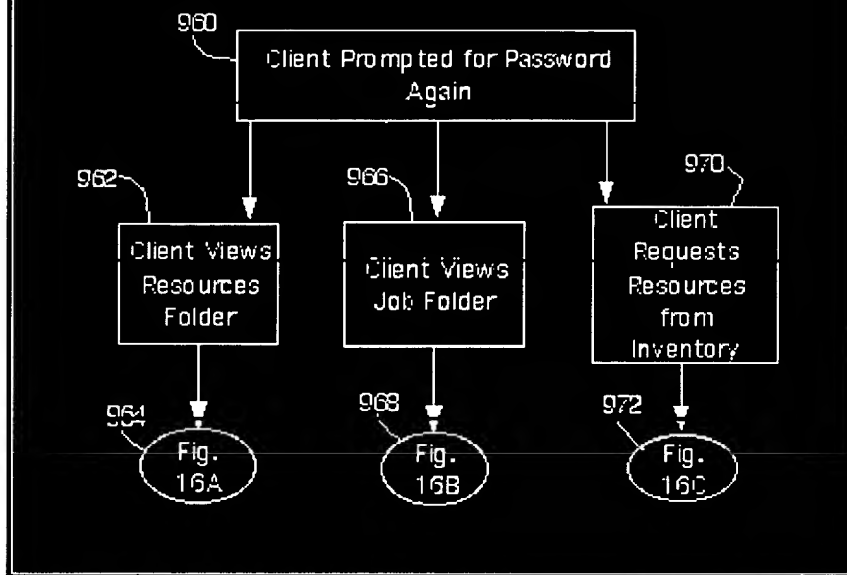 960
Client Prompted for Password
Again
962
966
970
Client Views
Resources
Folder
Client Views
Job Folder
Client
Requests
Resources
from
Inventory
964
968
972
Fig.
16A
Fig.
16B
Fig.
16C